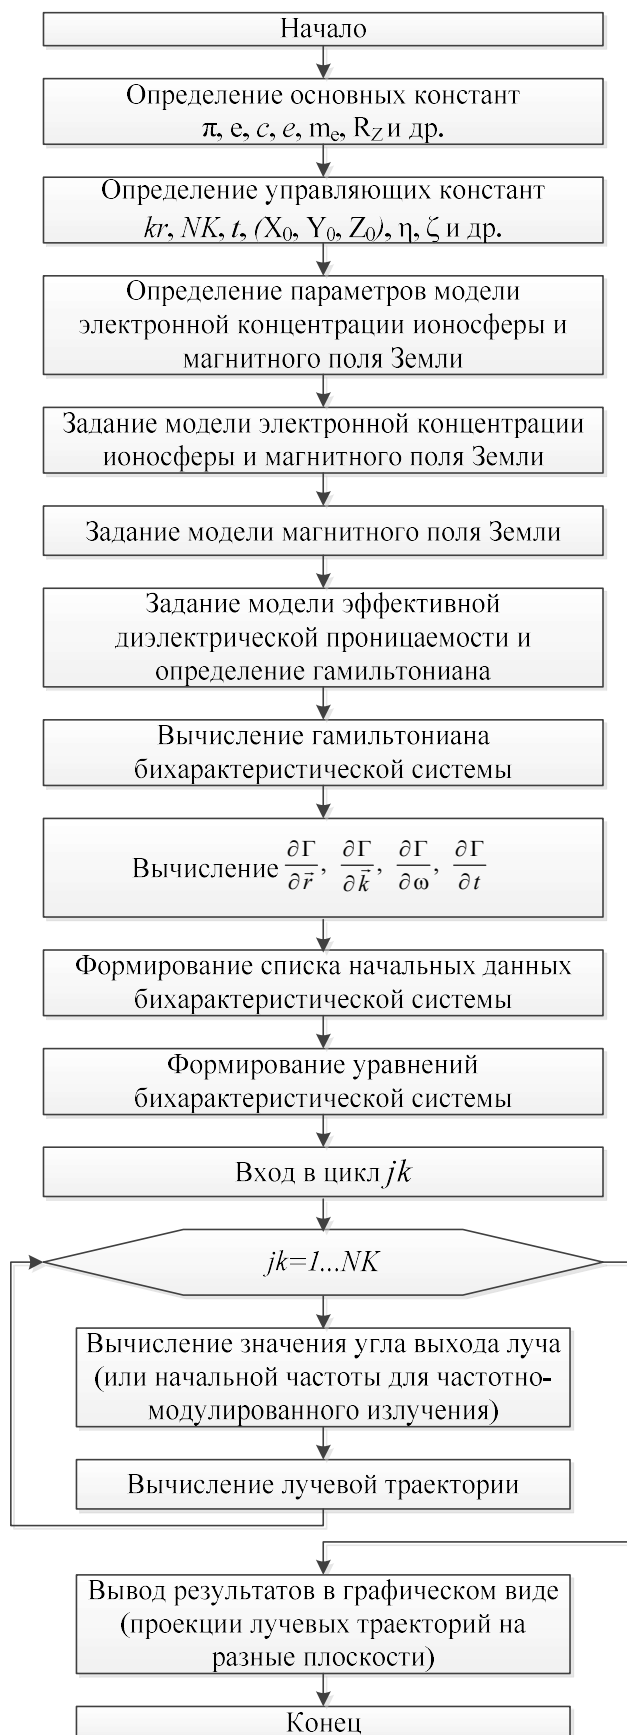 Начало
Определение основных констант
π, e, c, e, mₑ, R_Z и др.
Определение управляющих констант
kr, NK, t, (X₀, Y₀, Z₀), η, ζ и др.
Определение параметров модели
электронной концентрации ионосферы и
магнитного поля Земли
Задание модели электронной концентрации
ионосферы и магнитного поля Земли
Задание модели магнитного поля Земли
Задание модели эффективной
диэлектрической проницаемости и
определение гамильтониана
Вычисление гамильтониана
бихарактеристической системы
Вычисление ∂Γ/∂r⃗, ∂Γ/∂k⃗, ∂Γ/∂ω, ∂Γ/∂t
Формирование списка начальных данных
бихарактеристической системы
Формирование уравнений
бихарактеристической системы
Вход в цикл jk
jk=1...NK
Вычисление значения угла выхода луча
(или начальной частоты для частотно-
модулированного излучения)
Вычисление лучевой траектории
Вывод результатов в графическом виде
(проекции лучевых траекторий на
разные плоскости)
Конец